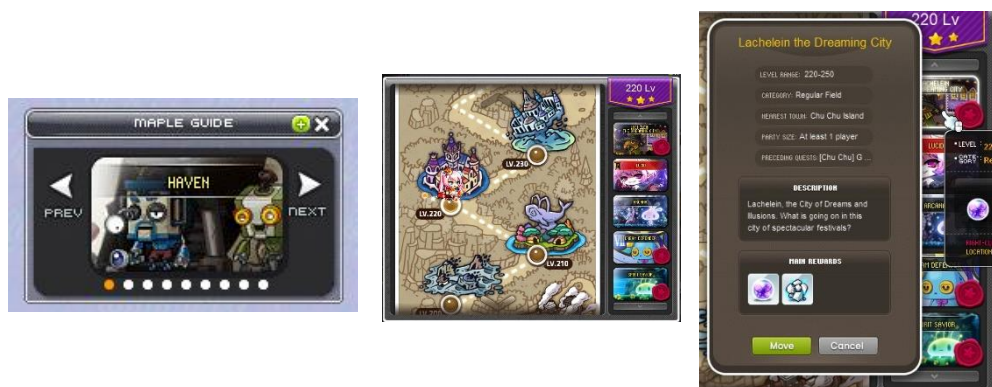 MAPLE GUIDE
HAVEN
PREV
NEXT
220 Lv
LV.230
LV.220
LV.210
LV.200
220 Lv
Lachelein the Dreaming City
LEVEL RANGE: 220-250
CATEGORY: Regular Field
NEAREST TOWN: Chu Chu Island
PARTY SIZE: At least 1 player
PRECEDING QUESTS: [Chu Chu] G ...
DESCRIPTION
Lachelein, the City of Dreams and
Illusions. What is going on in this
city of spectacular festivals?
MAIN REWARDS
Move
Cancel